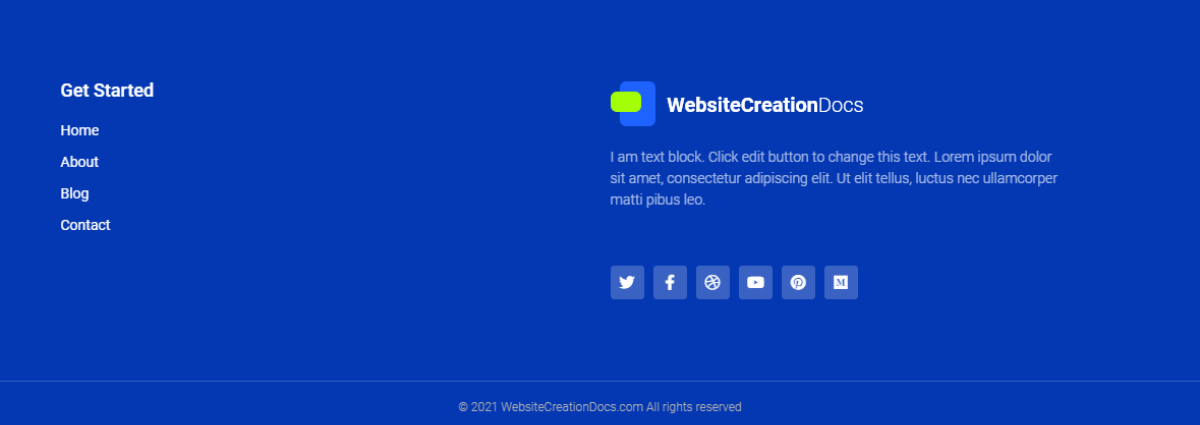 Get Started
Home
About
Blog
Contact
WebsiteCreationDocs
I am text block. Click edit button to change this text. Lorem ipsum dolor
sit amet, consectetur adipiscing elit. Ut elit tellus, luctus nec ullamcorper
matti pibus leo.
© 2021 WebsiteCreationDocs.com All rights reserved